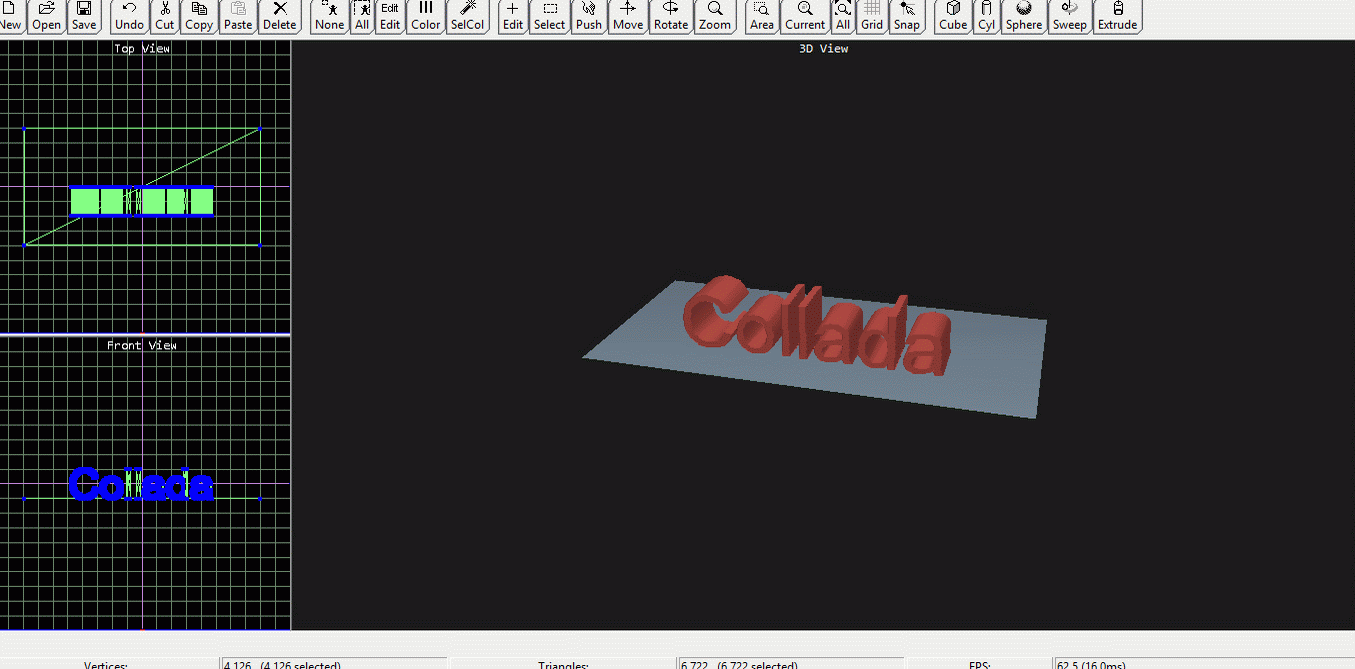 New Open Save Undo Cut Copy Paste Delete None All Edit Edit Color SelCol Edit Select Push Move Rotate Zoom Area Current All Grid Snap Cube Cyl Sphere Sweep Extrude
Top View
3D View
Collada
Front View
Collada
Vertices: 4,126 (4,126 selected) Triangles: 6,722 (6,722 selected) FPS: 62.5 (16.0ms)